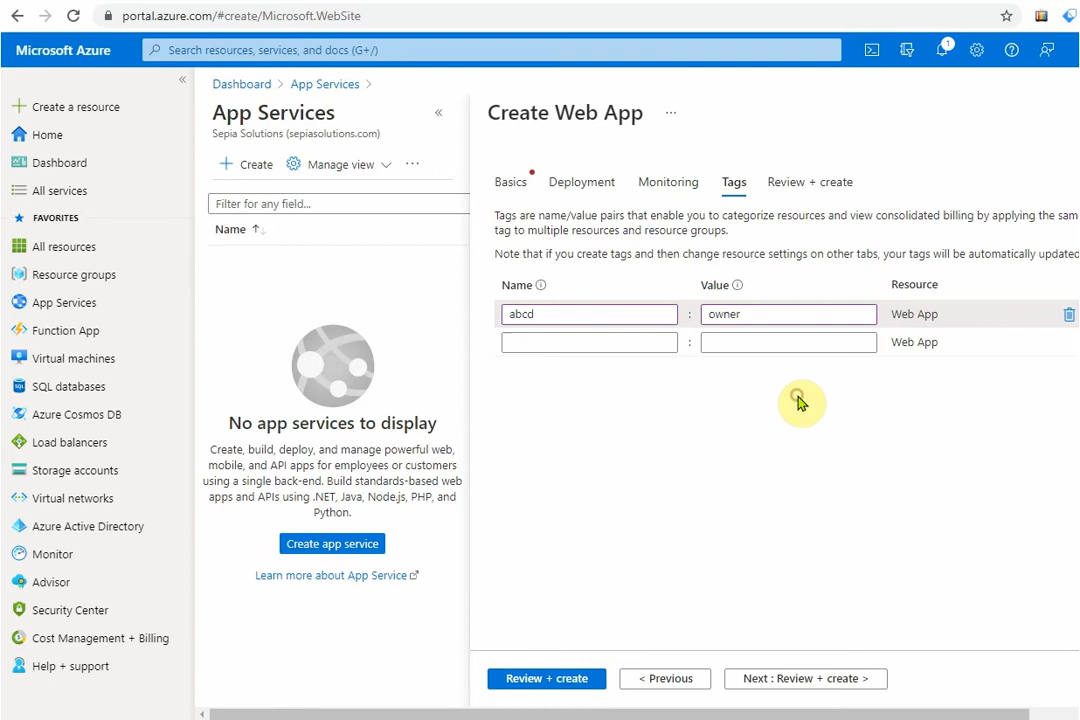 portal.azure.com/#create/Microsoft.WebSite
Microsoft Azure
Search resources, services, and docs (G+/)
1
Create a resource
Home
Dashboard
All services
FAVORITES
All resources
Resource groups
App Services
Function App
Virtual machines
SQL databases
Azure Cosmos DB
Load balancers
Storage accounts
Virtual networks
Azure Active Directory
Monitor
Advisor
Security Center
Cost Management + Billing
Help + support
Dashboard > App Services >
App Services
Sepia Solutions (sepiasolutions.com)
Create Manage view ...
Filter for any field...
Name
No app services to display
Create, build, deploy, and manage powerful web,
mobile, and API apps for employees or customers
using a single back-end. Build standards-based web
apps and APIs using .NET, Java, Node.js, PHP, and
Python.
Create app service
Learn more about App Service
Create Web App ...
Basics Deployment Monitoring Tags Review + create
Tags are name/value pairs that enable you to categorize resources and view consolidated billing by applying the same
tag to multiple resources and resource groups.
Note that if you create tags and then change resource settings on other tabs, your tags will be automatically updated
Name Value Resource
abcd : owner Web App
: Web App
Review + create < Previous Next : Review + create >